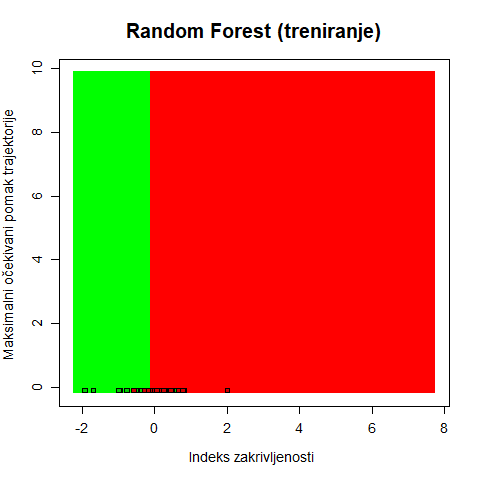 Random Forest (treniranje)
Maksimalni očekivani pomak trajektorije
10
8
6
4
2
0
-2 0 2 4 6 8
Indeks zakrivljenosti